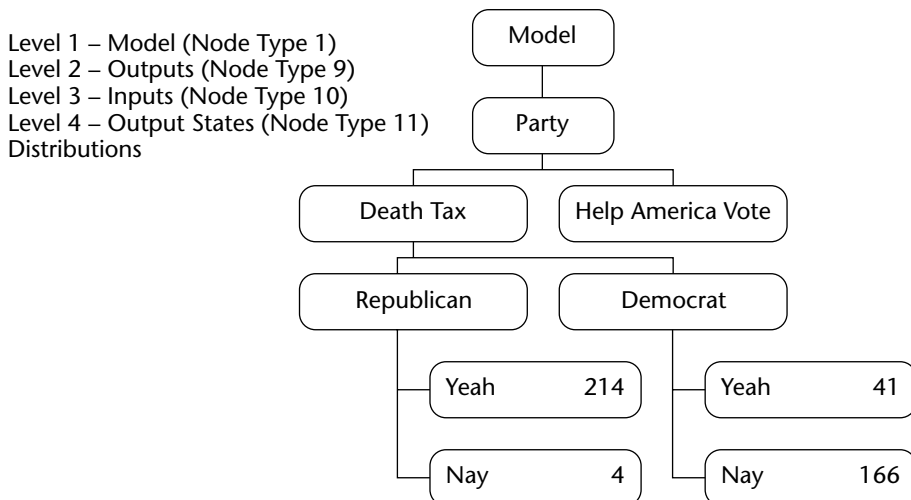 Level 1 – Model (Node Type 1)
Level 2 – Outputs (Node Type 9)
Level 3 – Inputs (Node Type 10)
Level 4 – Output States (Node Type 11)
Distributions
Model
Party
Death Tax
Help America Vote
Republican
Democrat
Yeah 214
Yeah 41
Nay 4
Nay 166